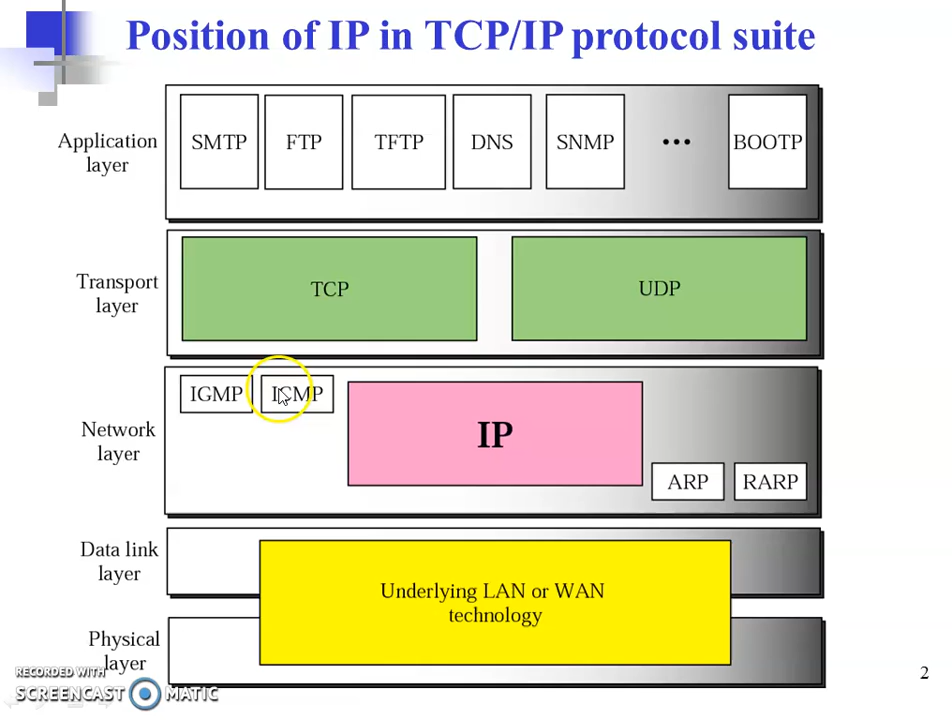 Position of IP in TCP/IP protocol suite
Application
layer
SMTP
FTP
TFTP
DNS
SNMP
...
BOOTP
Transport
layer
TCP
UDP
Network
layer
IGMP
ICMP
IP
ARP
RARP
Data link
layer
Underlying LAN or WAN
technology
Physical
layer
RECORDED WITH
SCREENCAST MATIC
2